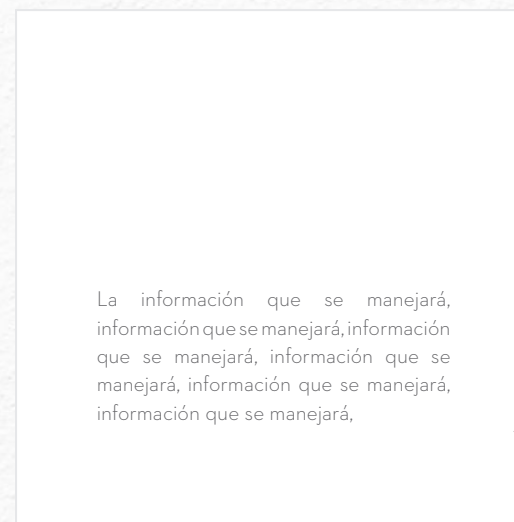 La información que se manejará,
información que se manejará, información
que se manejará, información que se
manejará, información que se manejará,
información que se manejará,